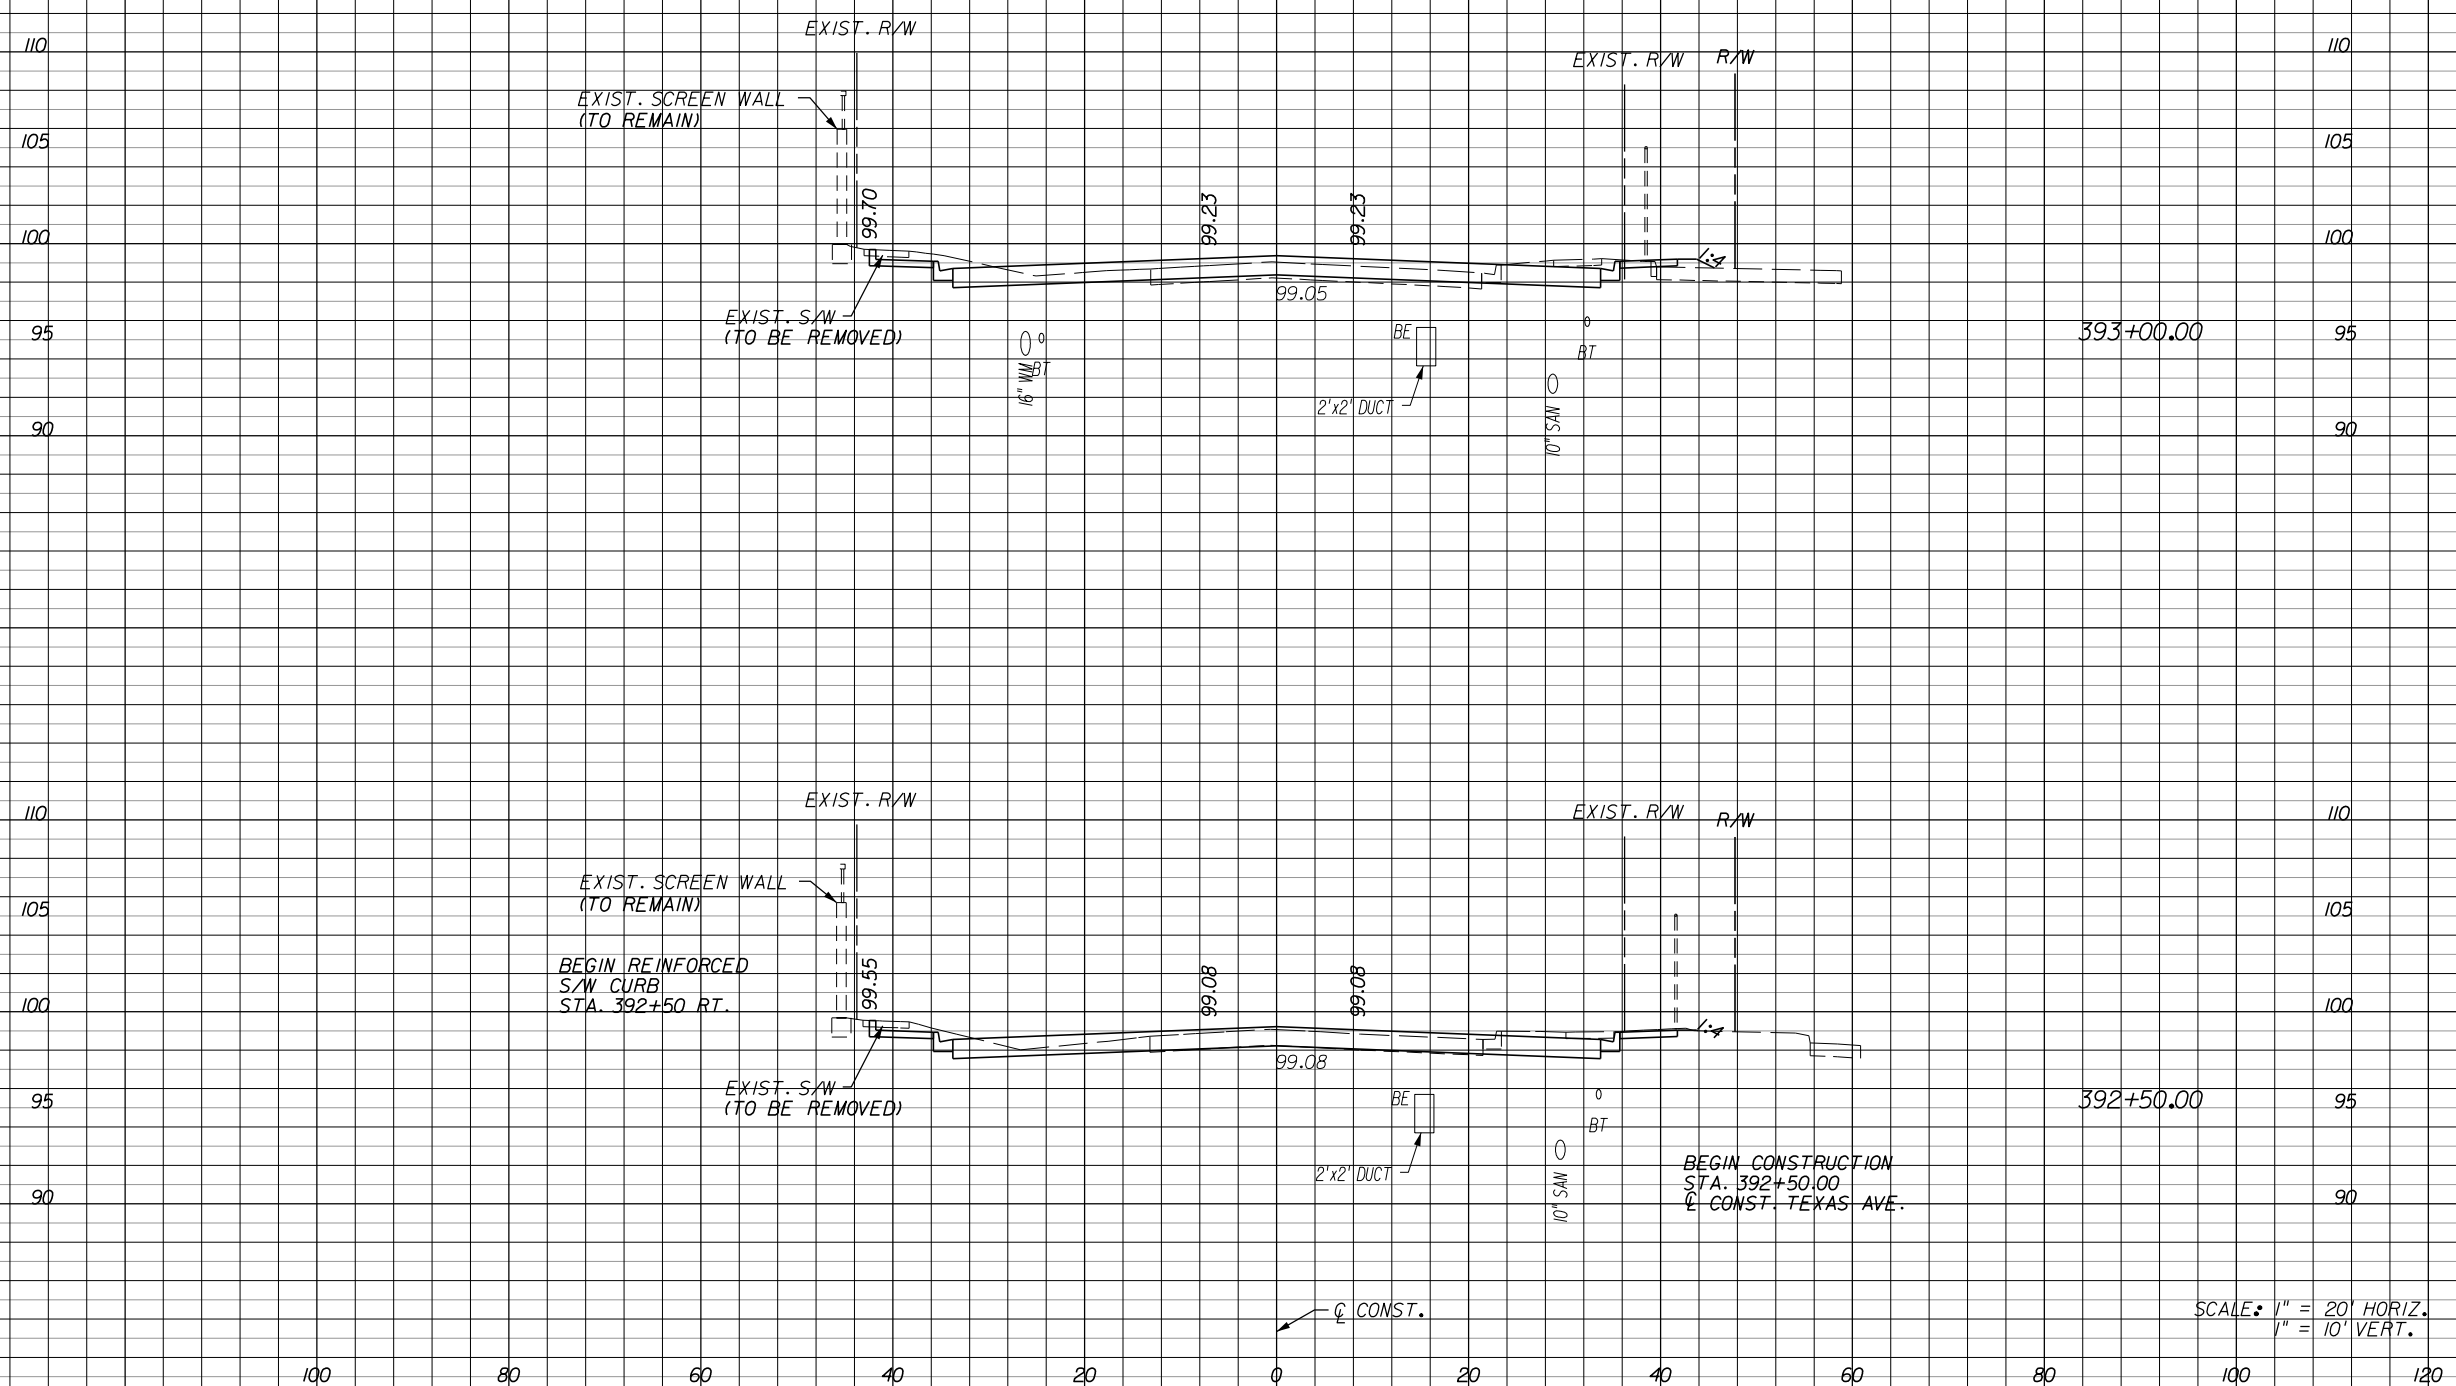 EXIST. R/W
110
EXIST. R/W
R/W
110
EXIST. SCREEN WALL
(TO REMAIN)
105
105
99.70
99.23
99.23
100
100
1:4
99.05
EXIST. S/W
(TO BE REMOVED)
95
BE
393+00.00
95
BT
BT
16" WM
2'x2' DUCT
10" SAN
90
90
EXIST. R/W
110
EXIST. R/W
R/W
110
EXIST. SCREEN WALL
(TO REMAIN)
105
105
BEGIN REINFORCED
S/W CURB
STA. 392+50 RT.
99.55
99.08
99.08
100
100
1:4
99.08
EXIST. S/W
(TO BE REMOVED)
95
BE
392+50.00
95
BT
2'x2' DUCT
10" SAN
BEGIN CONSTRUCTION
STA. 392+50.00
℄ CONST. TEXAS AVE.
90
90
℄ CONST.
SCALE: 1" = 20' HORIZ.
1" = 10' VERT.
100 80 60 40 20 0 20 40 60 80 100 120